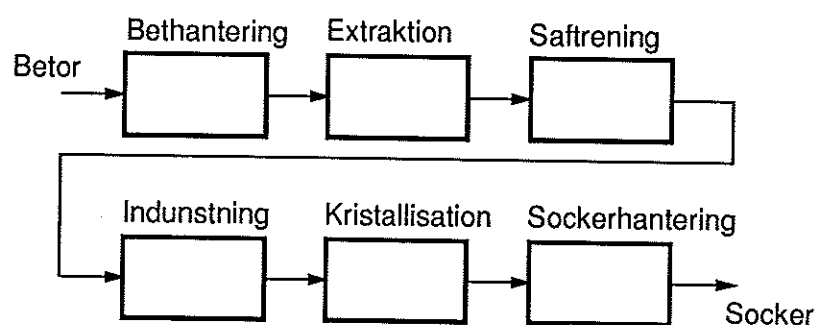 Bethantering Extraktion Saftrening
Betor
Indunstning Kristallisation Sockerhantering
Socker